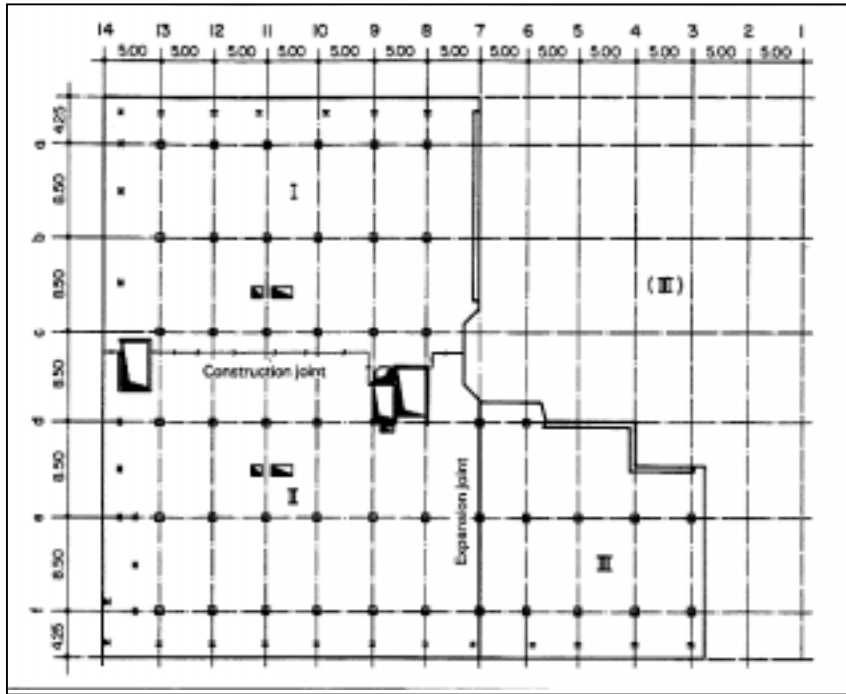 14 13 12 11 10 9 8 7 6 5 4 3 2 1
5.00 5.00 5.00 5.00 5.00 5.00 5.00 5.00 5.00 5.00 5.00 5.00 5.00
4.25
a
8.50
I
b
8.50
(III)
c
8.50
Construction joint
d
8.50
II
Expansion joint
e
8.50
III
f
4.25